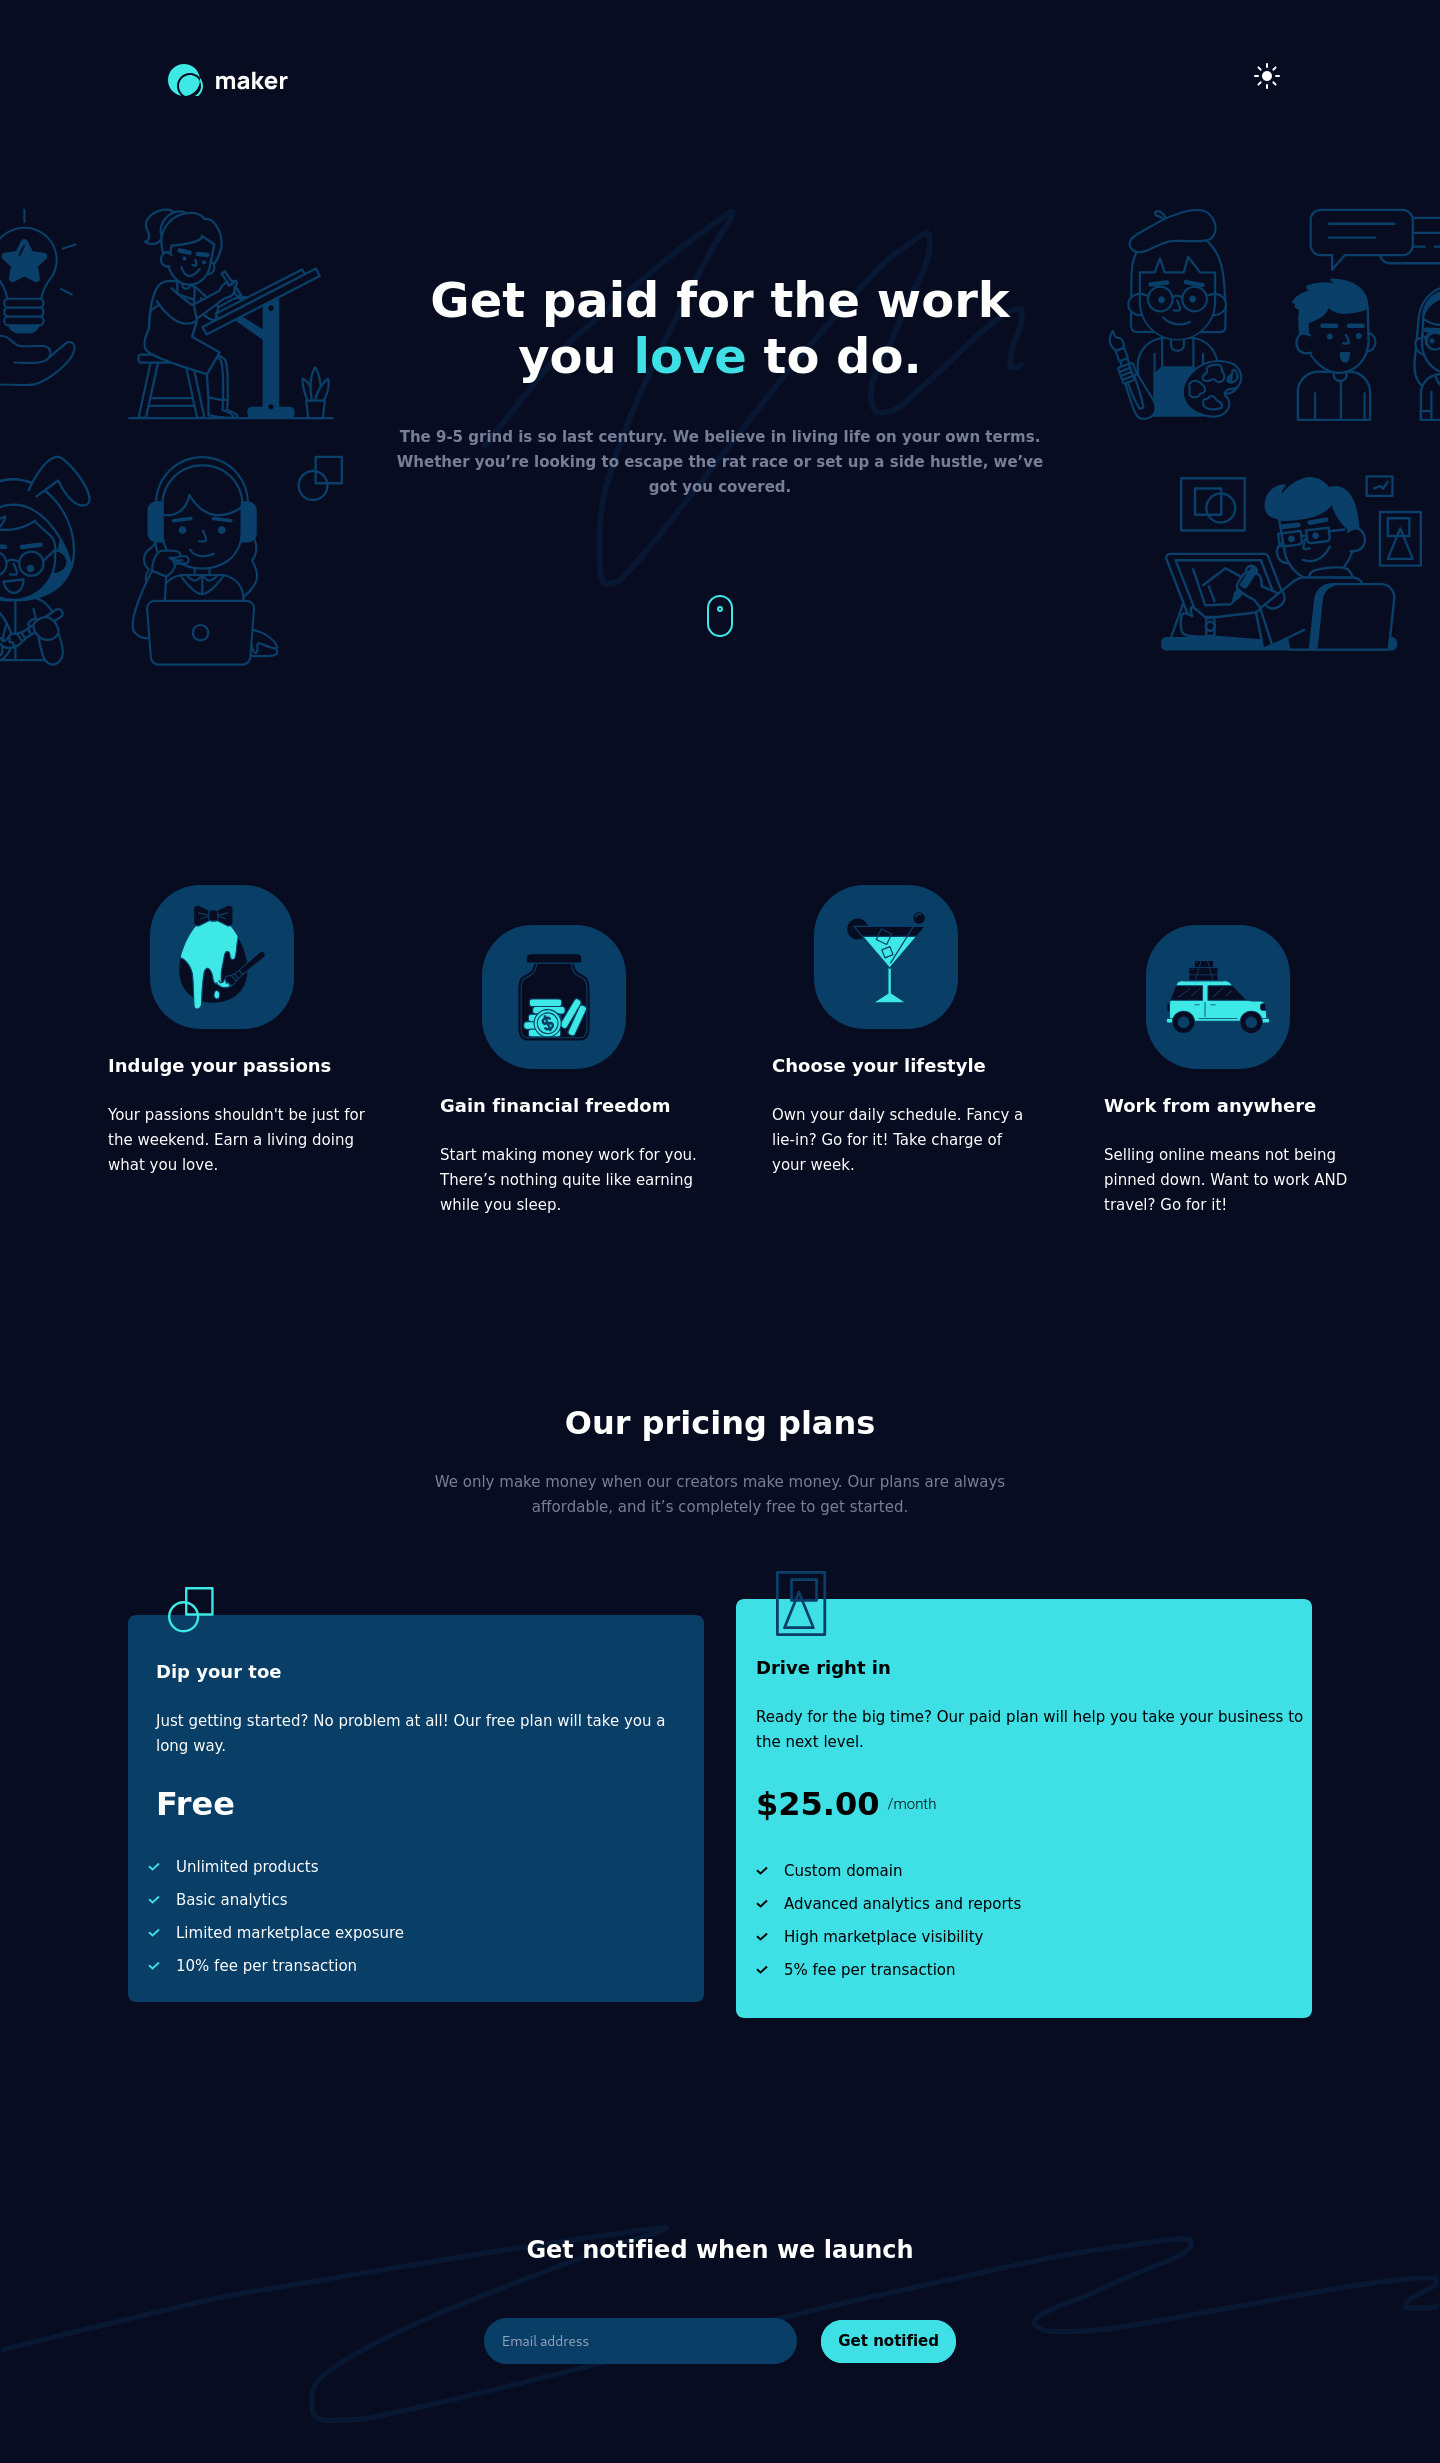 maker
Get paid for the work
you love to do.
The 9-5 grind is so last century. We believe in living life on your own terms.
Whether you’re looking to escape the rat race or set up a side hustle, we’ve
got you covered.
Indulge your passions
Your passions shouldn't be just for
the weekend. Earn a living doing
what you love.
Gain financial freedom
Start making money work for you.
There’s nothing quite like earning
while you sleep.
Choose your lifestyle
Own your daily schedule. Fancy a
lie-in? Go for it! Take charge of
your week.
Work from anywhere
Selling online means not being
pinned down. Want to work AND
travel? Go for it!
Our pricing plans
We only make money when our creators make money. Our plans are always
affordable, and it’s completely free to get started.
Dip your toe
Just getting started? No problem at all! Our free plan will take you a
long way.
Free
Unlimited products
Basic analytics
Limited marketplace exposure
10% fee per transaction
Drive right in
Ready for the big time? Our paid plan will help you take your business to
the next level.
$25.00 /month
Custom domain
Advanced analytics and reports
High marketplace visibility
5% fee per transaction
Get notified when we launch
Email address
Get notified